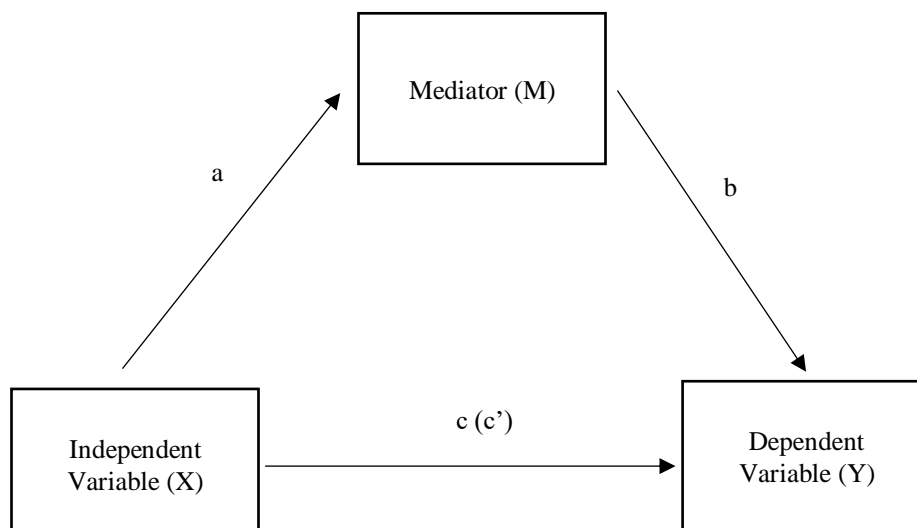 Mediator (M)
a
b
c (c’)
Independent
Variable (X)
Dependent
Variable (Y)